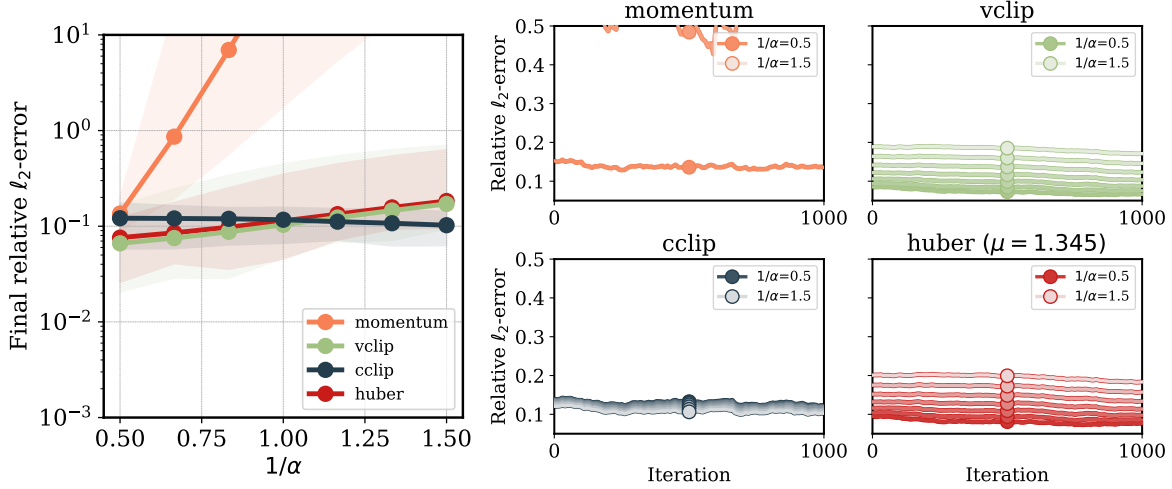 Final relative ℓ₂-error
10¹
10⁰
10⁻¹
10⁻²
10⁻³
0.50
0.75
1.00
1.25
1.50
1/α
momentum
vclip
cclip
huber
momentum
Relative ℓ₂-error
0.5
0.4
0.3
0.2
0.1
0
1000
1/α=0.5
1/α=1.5
vclip
0
1000
1/α=0.5
1/α=1.5
cclip
Relative ℓ₂-error
0.5
0.4
0.3
0.2
0.1
0
1000
Iteration
1/α=0.5
1/α=1.5
huber (μ = 1.345)
0
1000
Iteration
1/α=0.5
1/α=1.5